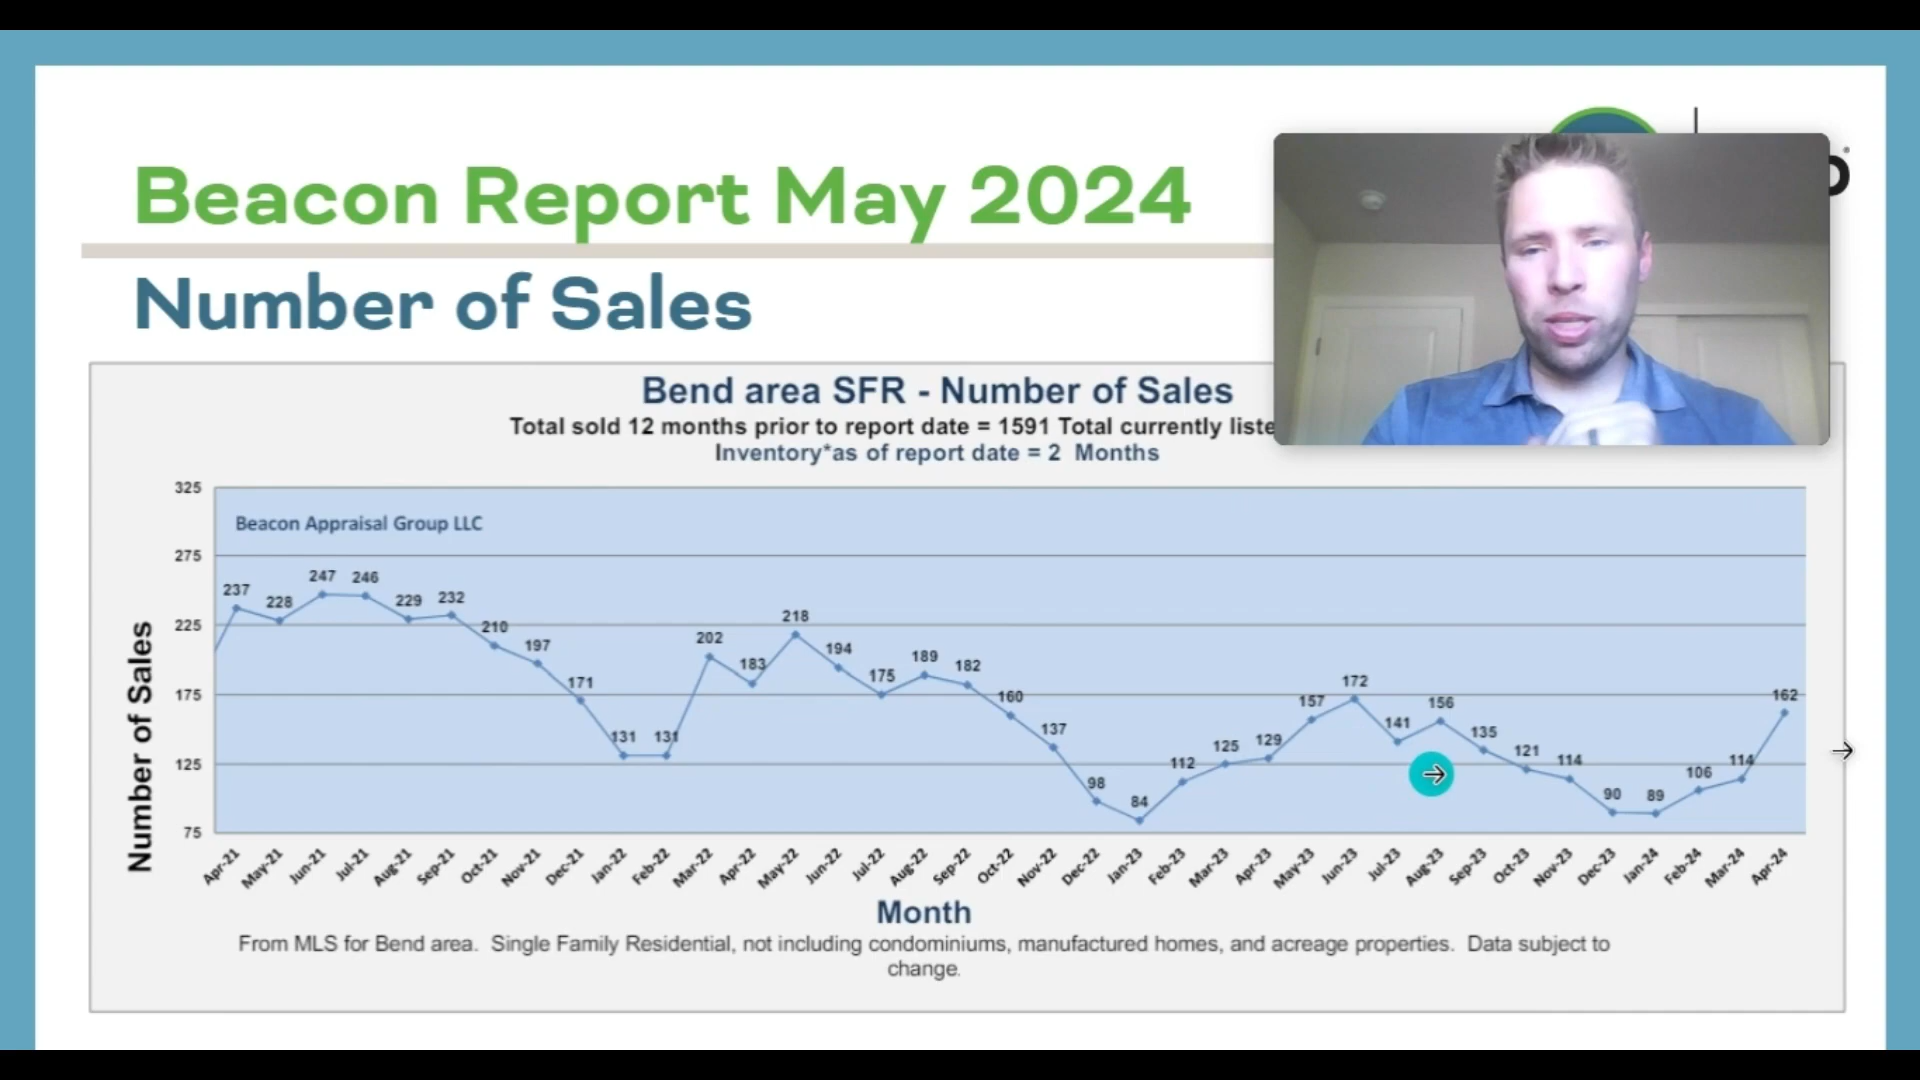 Beacon Report May 2024
Number of Sales
Bend area SFR - Number of Sales
Total sold 12 months prior to report date = 1591 Total currently
Inventory*as of report date = 2 Months
Beacon Appraisal Group LLC
Number of Sales
325
275
225
175
125
75
237
228
247
246
229
232
210
197
171
131
131
202
183
218
194
175
189
182
160
137
98
84
112
125
129
157
172
141
156
135
121
114
90
89
106
114
162
Apr-21
May-21
Jun-21
Jul-21
Aug-21
Sep-21
Oct-21
Nov-21
Dec-21
Jan-22
Feb-22
Mar-22
Apr-22
May-22
Jun-22
Jul-22
Aug-22
Sep-22
Oct-22
Nov-22
Dec-22
Jan-23
Feb-23
Mar-23
Apr-23
May-23
Jun-23
Jul-23
Aug-23
Sep-23
Oct-23
Nov-23
Dec-23
Jan-24
Feb-24
Mar-24
Apr-24
Month
From MLS for Bend area. Single Family Residential, not including condominiums, manufactured homes, and acreage properties. Data subject to
change.